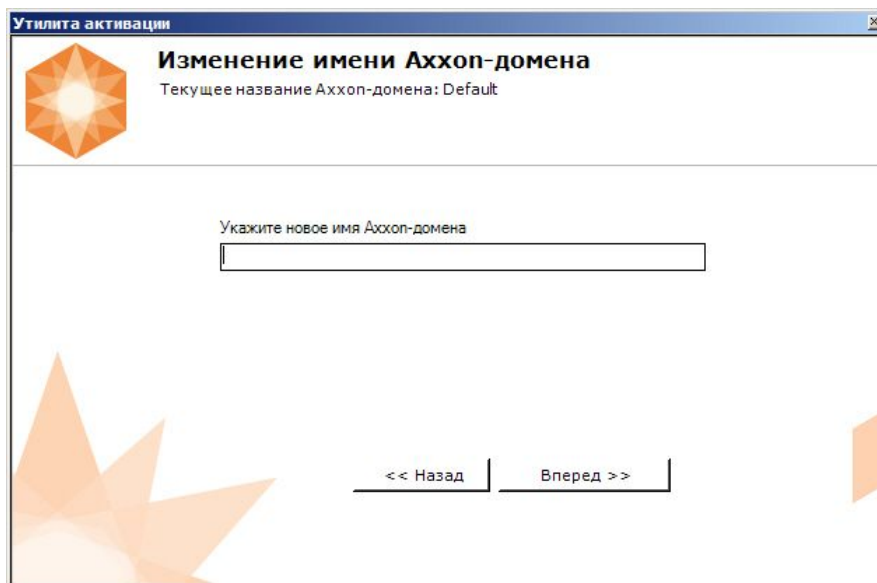 Утилита активации
Изменение имени Axxon-домена
Текущее название Axxon-домена: Default
Укажите новое имя Axxon-домена
<< Назад
Вперед >>